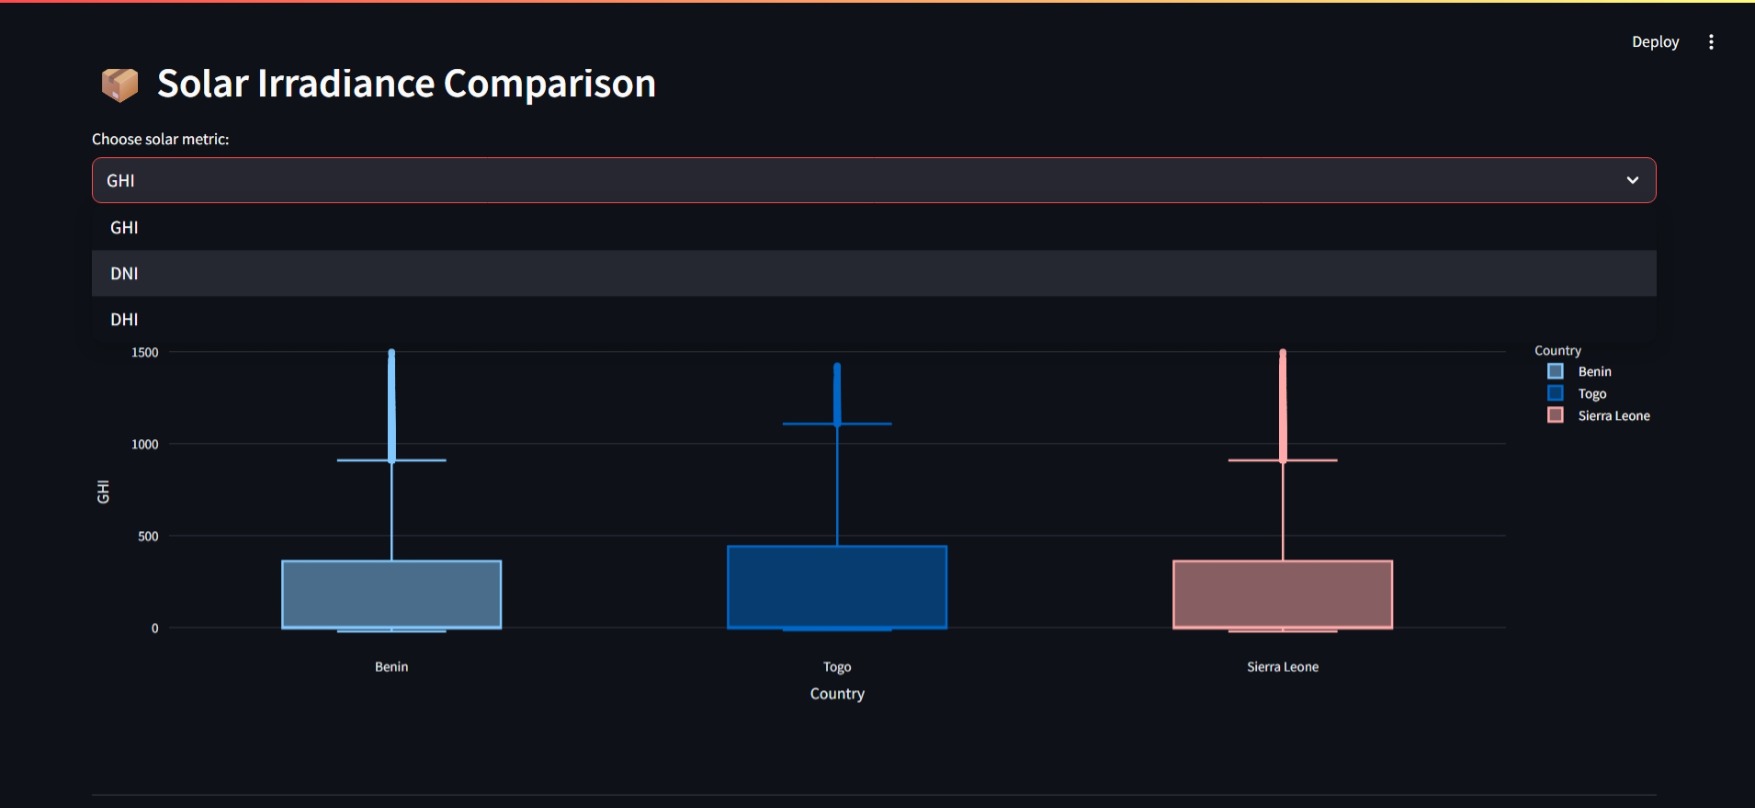 Deploy
Solar Irradiance Comparison
Choose solar metric:
GHI
GHI
DNI
DHI
1500
1000
500
0
GHI
Benin
Togo
Sierra Leone
Country
Country
Benin
Togo
Sierra Leone